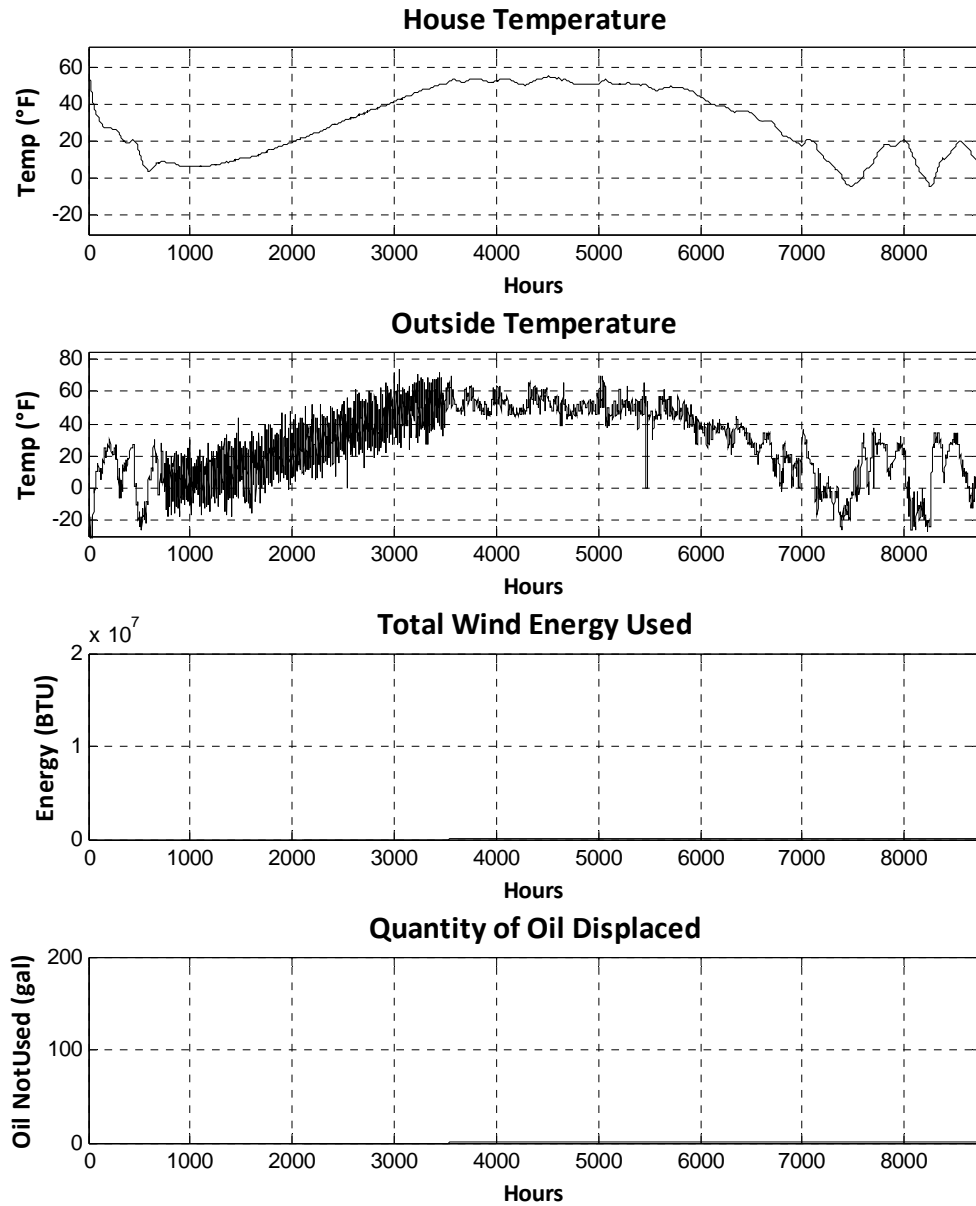 House Temperature
Temp (°F)
60
40
20
0
-20
0 1000 2000 3000 4000 5000 6000 7000 8000
Hours
Outside Temperature
Temp (°F)
80
60
40
20
0
-20
0 1000 2000 3000 4000 5000 6000 7000 8000
Hours
Total Wind Energy Used
x 10^7
Energy (BTU)
2
1
0
0 1000 2000 3000 4000 5000 6000 7000 8000
Hours
Quantity of Oil Displaced
Oil NotUsed (gal)
200
100
0
0 1000 2000 3000 4000 5000 6000 7000 8000
Hours